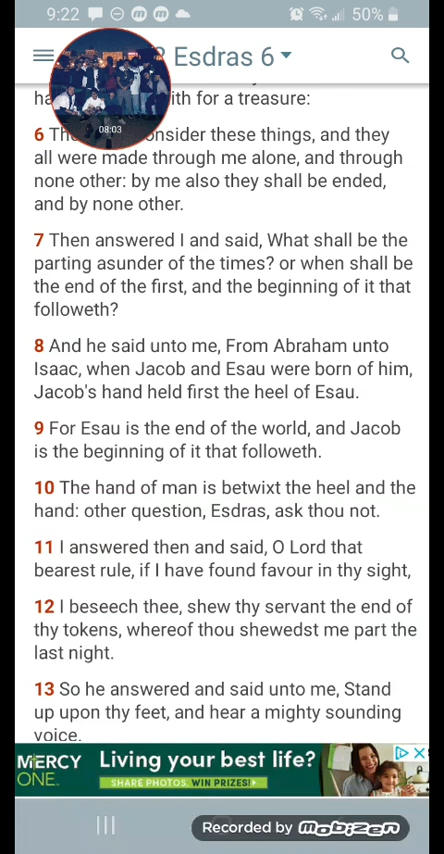 9:22
50%
2 Esdras 6
ith for a treasure:
6 onsider these things, and they
all were made through me alone, and through
none other: by me also they shall be ended,
and by none other.
7 Then answered I and said, What shall be the
parting asunder of the times? or when shall be
the end of the first, and the beginning of it that
followeth?
8 And he said unto me, From Abraham unto
Isaac, when Jacob and Esau were born of him,
Jacob's hand held first the heel of Esau.
9 For Esau is the end of the world, and Jacob
is the beginning of it that followeth.
10 The hand of man is betwixt the heel and the
hand: other question, Esdras, ask thou not.
11 I answered then and said, O Lord that
bearest rule, if I have found favour in thy sight,
12 I beseech thee, shew thy servant the end of
thy tokens, whereof thou shewedst me part the
last night.
13 So he answered and said unto me, Stand
up upon thy feet, and hear a mighty sounding
voice.
08:03
MERCY
ONE
Living your best life?
SHARE PHOTOS. WIN PRIZES!
Recorded by mobizen